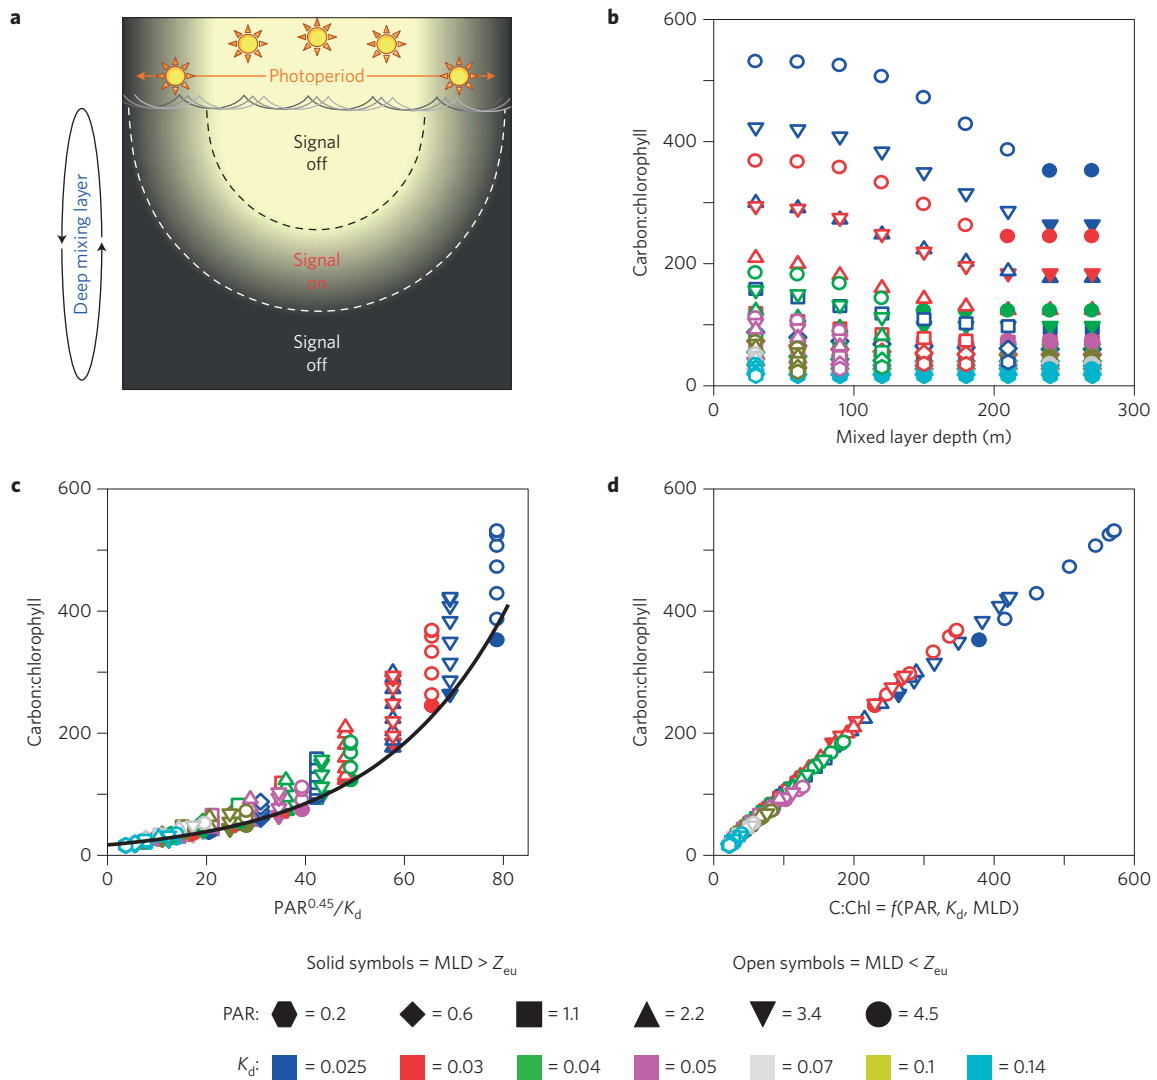 a
Photoperiod
Signal
off
Signal
on
Signal
off
Deep mixing layer
b
600
400
200
0
Carbon:chlorophyll
0 100 200 300
Mixed layer depth (m)
c
600
400
200
0
Carbon:chlorophyll
0 20 40 60 80
PAR^0.45/K_d
d
600
400
200
0
Carbon:chlorophyll
0 100 200 300 400 500 600
C:Chl = f(PAR, K_d, MLD)
Solid symbols = MLD > Z_eu
Open symbols = MLD < Z_eu
PAR: = 0.2 = 0.6 = 1.1 = 2.2 = 3.4 = 4.5
K_d: = 0.025 = 0.03 = 0.04 = 0.05 = 0.07 = 0.1 = 0.14